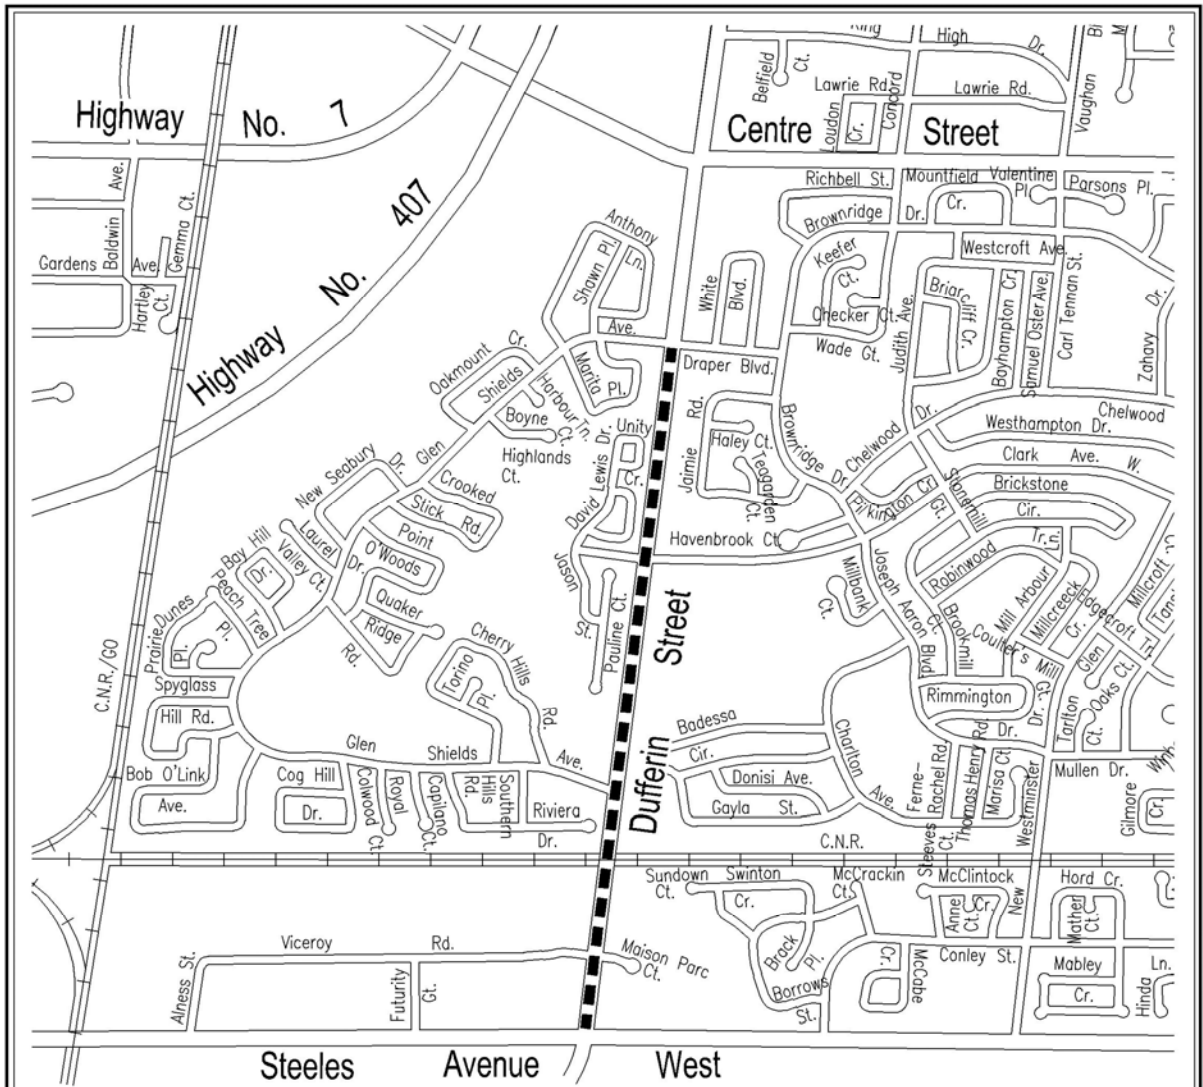 King
High
Dr.
Belfield
Ct.
Lawrie Rd.
Lawrie Rd.
Concord
Vaughan
Highway No. 7
Centre Street
Loudon
Cr.
Ave.
Baldwin
Gemma Ct.
Gardens
Ave.
Hartley
Ct.
Highway No. 407
Richbell St.
Mountfield
Cr.
Valentine
Pl.
Parsons Pl.
Brownridge Dr.
Westcroft Ave.
Anthony
Ln.
Shawn Pl.
Ave.
White
Blvd.
Keefer
Ct.
Checker Ct.
Wade Gt.
Judith Ave.
Briarcliff Cr.
Bayhampton Cr.
Samuel Oster Ave.
Carl Tennan St.
Zahavy
Dr.
Oakmount
Cr.
Shields
Harbour Tn.
Marita
Pl.
Boyne
Ct.
Highlands
Ct.
Draper Blvd.
Jaimie
Rd.
Haley Ct.
Teagarden
Ct.
Brownridge
Dr.
Chelwood
Dr.
Chelwood
Westhampton Dr.
Clark Ave. W.
Brickstone
Cir.
Stonemill
Gt.
Pilkington
Cr.
Unity
Cr.
David Lewis Dr.
New Seabury
Dr.
Glen
Crooked
Stick
Rd.
Point
O'Woods
Dr.
Laurel
Valley Ct.
Bay Hill
Dr.
Peach Tree
Pl.
Prairie Dunes
Pl.
Quaker
Ridge
Rd.
Havenbrook Ct.
Jason
St.
Pauline Ct.
Millbank
Ct.
Joseph Aaron Blvd.
Robinwood
Tr.
Ln.
Mill Arbour
Millcreeck
Cr.
Edgecroft
Millcroft
Brookmill
Ct.
Coulter's Mill
Gt.
Glen
Oaks Ct.
Tarlton
Ct.
Rimmington
Dr.
Dr.
Cherry Hills
Rd.
Torino
Pl.
Spyglass
Hill Rd.
Bob O'Link
Ave.
C.N.R./GO
Glen Shields Ave.
Cog Hill
Dr.
Colwood
Ct.
Royal
Capilano
Ct.
Southern
Hills
Rd.
Riviera
Dr.
Dufferin Street
Badessa
Cir.
Donisi Ave.
Gayla St.
Charlton
Ave.
Ferne-
Rachel Rd.
Thomas Henry Rd.
Marisa Ct.
Mullen Dr.
Gilmore
Cr.
C.N.R.
Steeves
Ct.
New Westminster
Sundown
Ct.
Swinton
Cr.
McCrackin
Ct.
McClintock
Cr.
Anne
Ct.
Hord Cr.
Mather
Ct.
Brack
Pl.
Borrows
St.
Cr.
McCabe
Conley St.
Mabley
Cr.
Ln.
Hinda
Viceroy Rd.
Maison Parc
Ct.
Alness St.
Futurity
Gt.
Steeles Avenue West